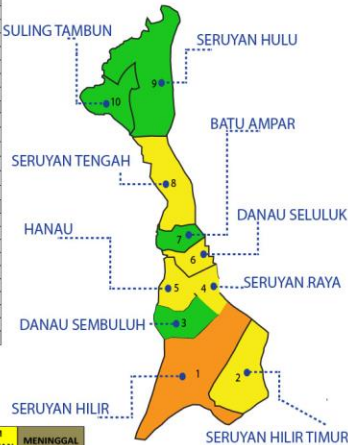 SULING TAMBUN
SERUYAN HULU
9
10
BATU AMPAR
SERUYAN TENGAH
8
DANAU SELULUK
HANAU
7
6
SERUYAN RAYA
5
4
DANAU SEMBULUH
3
1
2
SERUYAN HILIR
SERUYAN HILIR TIMUR
MENINGGAL